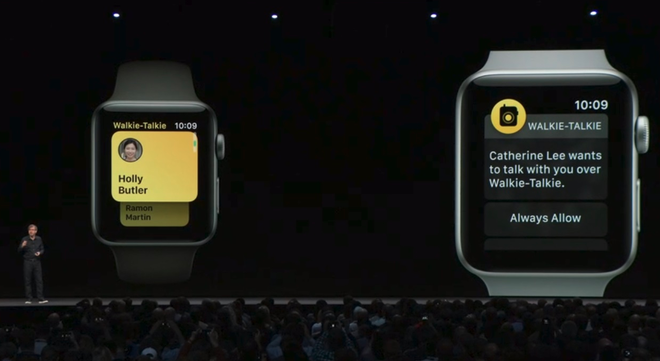 Walkie-Talkie 10:09
Holly
Butler
Ramon
Martin
10:09
WALKIE-TALKIE
Catherine Lee wants
to talk with you over
Walkie-Talkie.
Always Allow